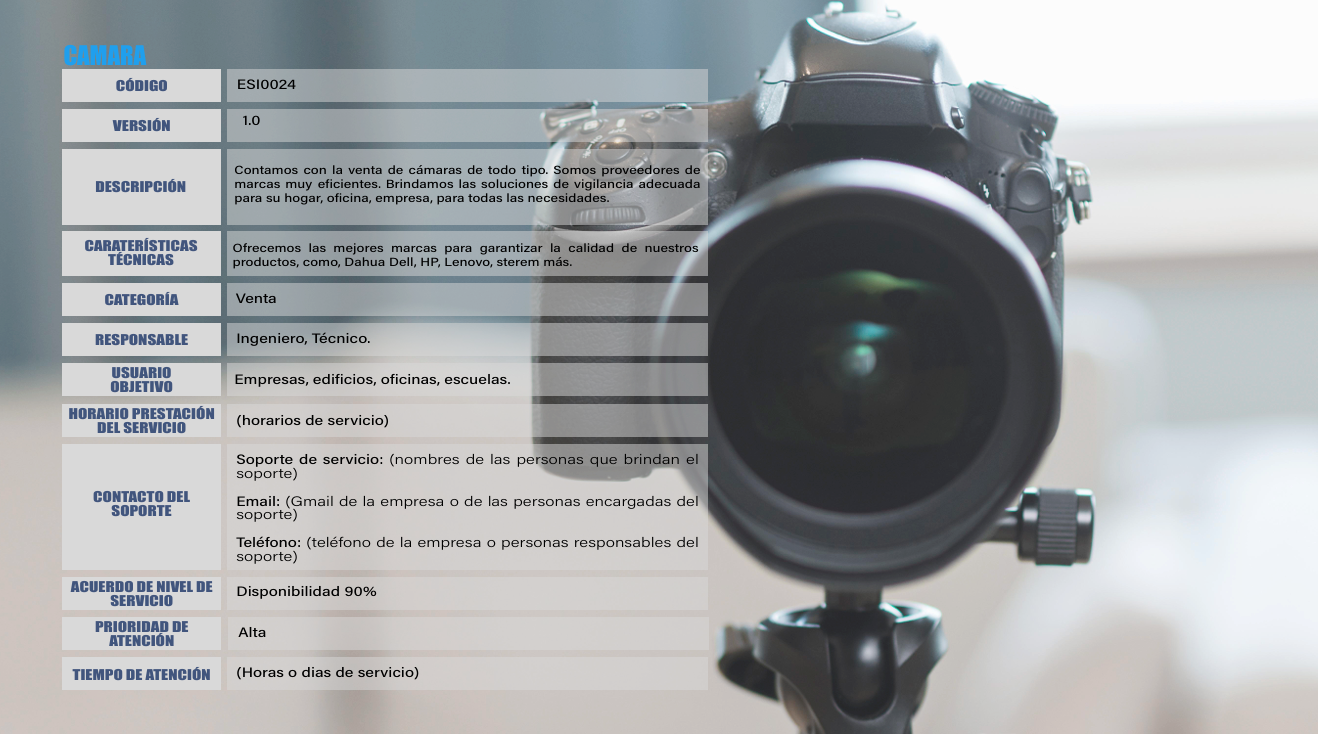 CAMARA
CÓDIGO
ESI0024
VERSIÓN
1.0
DESCRIPCIÓN
Contamos con la venta de cámaras de todo tipo. Somos proveedores de
marcas muy eficientes. Brindamos las soluciones de vigilancia adecuada
para su hogar, oficina, empresa, para todas las necesidades.
CARATERÍSTICAS
TÉCNICAS
Ofrecemos las mejores marcas para garantizar la calidad de nuestros
productos, como, Dahua Dell, HP, Lenovo, sterem más.
CATEGORÍA
Venta
RESPONSABLE
Ingeniero, Técnico.
USUARIO
OBJETIVO
Empresas, edificios, oficinas, escuelas.
HORARIO PRESTACIÓN
DEL SERVICIO
(horarios de servicio)
CONTACTO DEL
SOPORTE
Soporte de servicio: (nombres de las personas que brindan el
soporte)
Email: (Gmail de la empresa o de las personas encargadas del
soporte)
Teléfono: (teléfono de la empresa o personas responsables del
soporte)
ACUERDO DE NIVEL DE
SERVICIO
Disponibilidad 90%
PRIORIDAD DE
ATENCIÓN
Alta
TIEMPO DE ATENCIÓN
(Horas o dias de servicio)